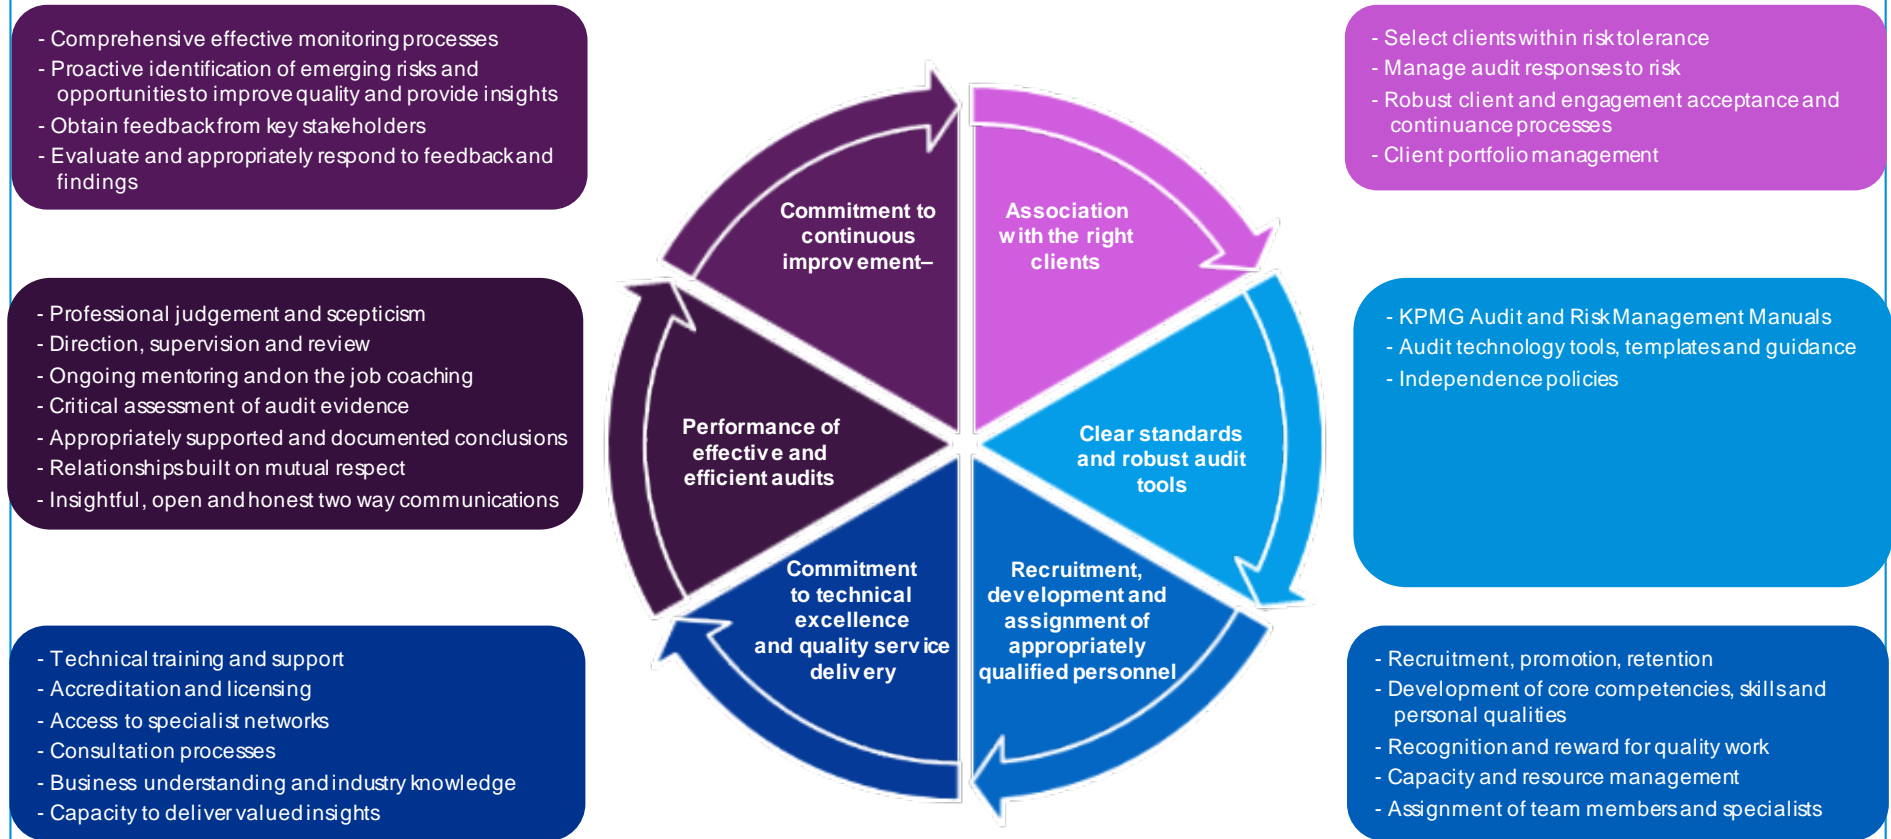 - Comprehensive effective monitoring processes
- Proactive identification of emerging risks and
opportunities to improve quality and provide insights
- Obtain feedback from key stakeholders
- Evaluate and appropriately respond to feedback and
findings
- Select clients within risk tolerance
- Manage audit responses to risk
- Robust client and engagement acceptance and
continuance processes
- Client portfolio management
Commitment to
continuous
improvement–
Association
with the right
clients
- Professional judgement and scepticism
- Direction, supervision and review
- Ongoing mentoring and on the job coaching
- Critical assessment of audit evidence
- Appropriately supported and documented conclusions
- Relationships built on mutual respect
- Insightful, open and honest two way communications
Performance of
effective and
efficient audits
Clear standards
and robust audit
tools
- KPMG Audit and Risk Management Manuals
- Audit technology tools, templates and guidance
- Independence policies
Commitment
to technical
excellence
and quality service
delivery
Recruitment,
development and
assignment of
appropriately
qualified personnel
- Technical training and support
- Accreditation and licensing
- Access to specialist networks
- Consultation processes
- Business understanding and industry knowledge
- Capacity to deliver valued insights
- Recruitment, promotion, retention
- Development of core competencies, skills and
personal qualities
- Recognition and reward for quality work
- Capacity and resource management
- Assignment of team members and specialists